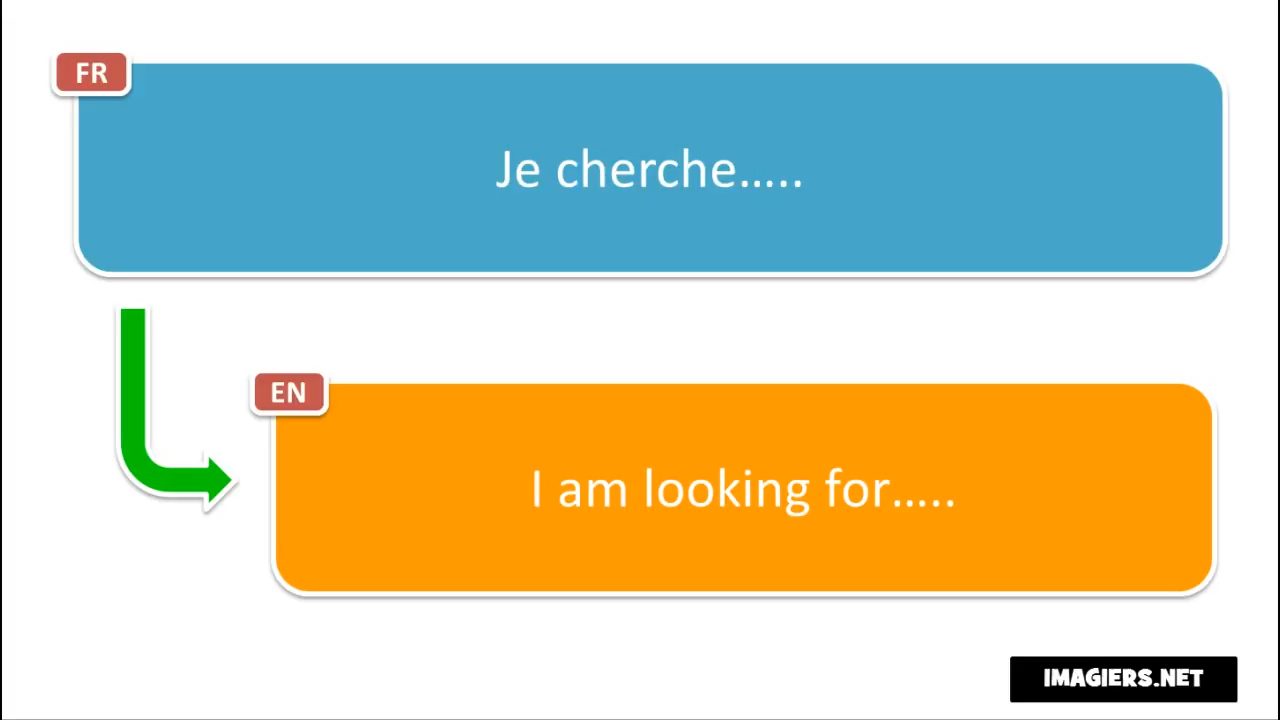 FR
Je cherche…..
EN
I am looking for…..
IMAGIERS.NET